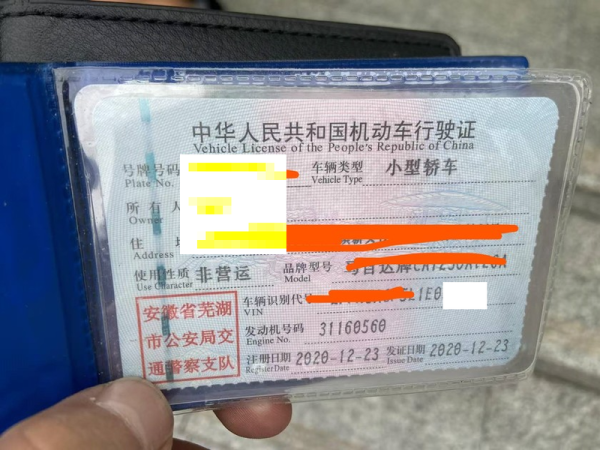 中华人民共和国机动车行驶证
Vehicle License of the People's Republic of China
号牌号码 车辆类型 小型轿车
Plate No. Vehicle Type
所有人
Owner
住
Address
使用性质 非营运 品牌型号
Use Character Model
安徽省芜湖 车辆识别代号
市公安局交 VIN
通警察支队 发动机号码 31160560
Engine No.
注册日期 2020-12-23 发证日期 2020-12-23
Register Date Issue Date